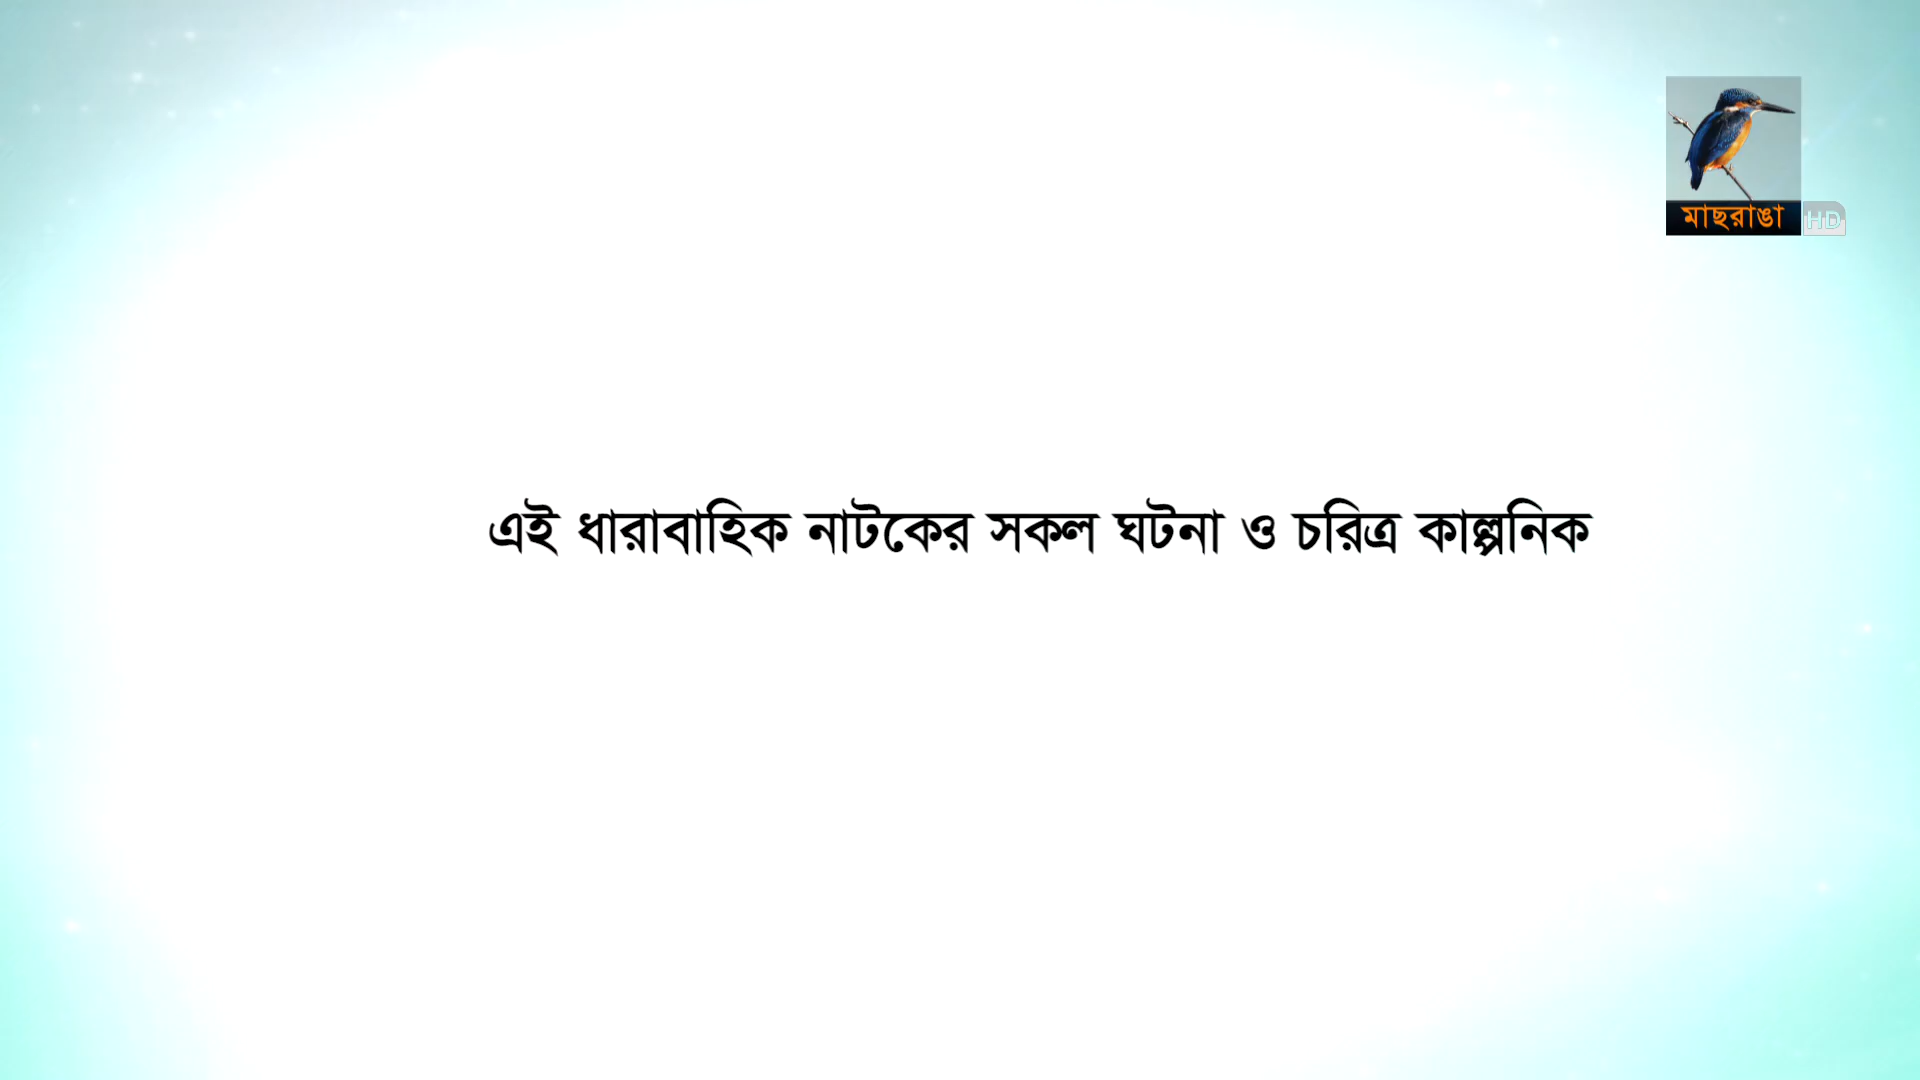 মাছরাঙা HD
এই ধারাবাহিক নাটকের সকল ঘটনা ও চরিত্র কাল্পনিক